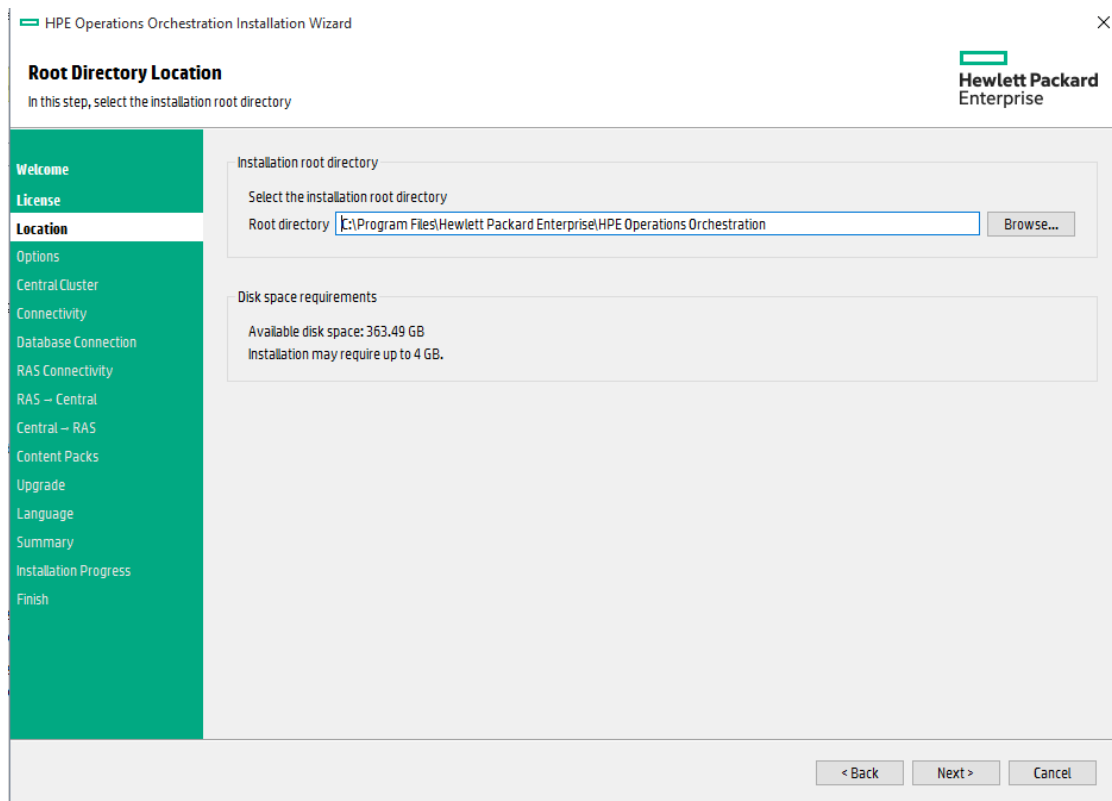 HPE Operations Orchestration Installation Wizard
Root Directory Location
In this step, select the installation root directory
Hewlett Packard
Enterprise
Welcome
License
Location
Options
Central Cluster
Connectivity
Database Connection
RAS Connectivity
RAS – Central
Central – RAS
Content Packs
Upgrade
Language
Summary
Installation Progress
Finish
Installation root directory
Select the installation root directory
Root directory C:\Program Files\Hewlett Packard Enterprise\HPE Operations Orchestration Browse...
Disk space requirements
Available disk space: 363.49 GB
Installation may require up to 4 GB.
< Back Next > Cancel